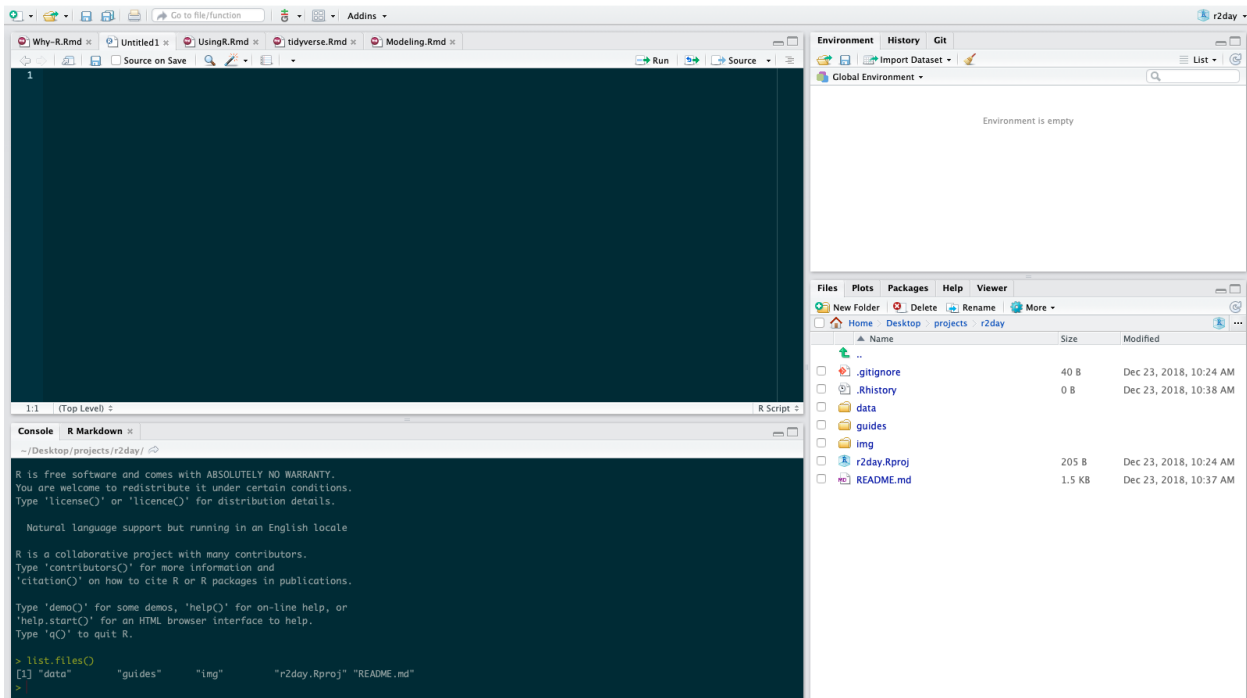 Go to file/function Addins r2day
Why-R.Rmd Untitled1 UsingR.Rmd tidyverse.Rmd Modeling.Rmd
Source on Save Run Source
1
1:1 (Top Level) R Script
Console R Markdown
~/Desktop/projects/r2day/
R is free software and comes with ABSOLUTELY NO WARRANTY.
You are welcome to redistribute it under certain conditions.
Type 'license()' or 'licence()' for distribution details.
Natural language support but running in an English locale
R is a collaborative project with many contributors.
Type 'contributors()' for more information and
'citation()' on how to cite R or R packages in publications.
Type 'demo()' for some demos, 'help()' for on-line help, or
'help.start()' for an HTML browser interface to help.
Type 'q()' to quit R.
> list.files()
[1] "data" "guides" "img" "r2day.Rproj" "README.md"
>
Environment History Git
Import Dataset List
Global Environment
Environment is empty
Files Plots Packages Help Viewer
New Folder Delete Rename More
Home Desktop projects r2day
Name Size Modified
..
.gitignore 40 B Dec 23, 2018, 10:24 AM
.Rhistory 0 B Dec 23, 2018, 10:38 AM
data
guides
img
r2day.Rproj 205 B Dec 23, 2018, 10:24 AM
README.md 1.5 KB Dec 23, 2018, 10:37 AM